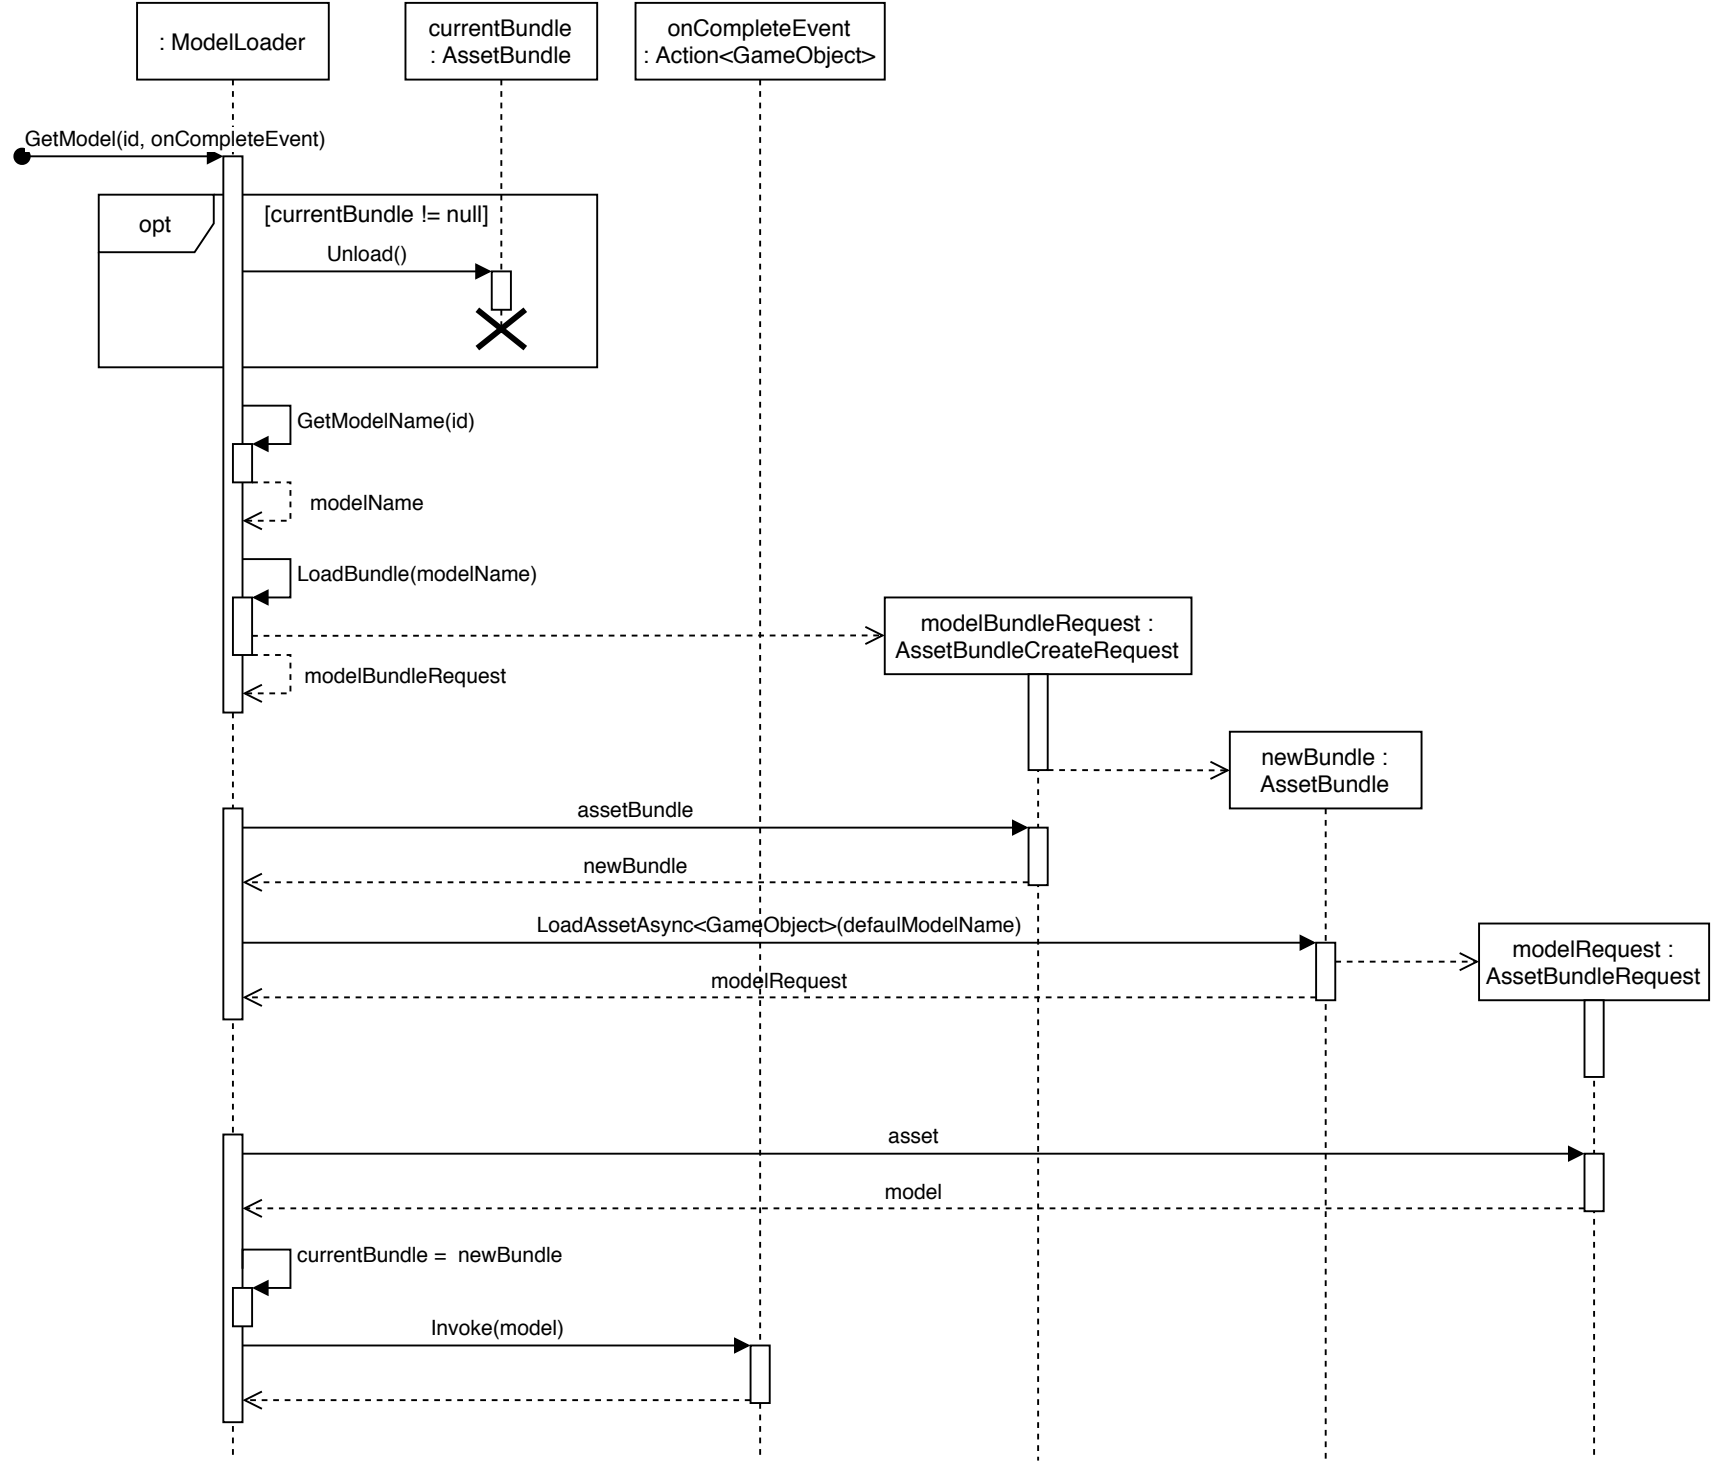 : ModelLoader
currentBundle
: AssetBundle
onCompleteEvent
: Action<GameObject>
GetModel(id, onCompleteEvent)
opt
[currentBundle != null]
Unload()
GetModelName(id)
modelName
LoadBundle(modelName)
modelBundleRequest :
AssetBundleCreateRequest
modelBundleRequest
newBundle :
AssetBundle
assetBundle
newBundle
LoadAssetAsync<GameObject>(defaulModelName)
modelRequest :
AssetBundleRequest
modelRequest
asset
model
currentBundle = newBundle
Invoke(model)